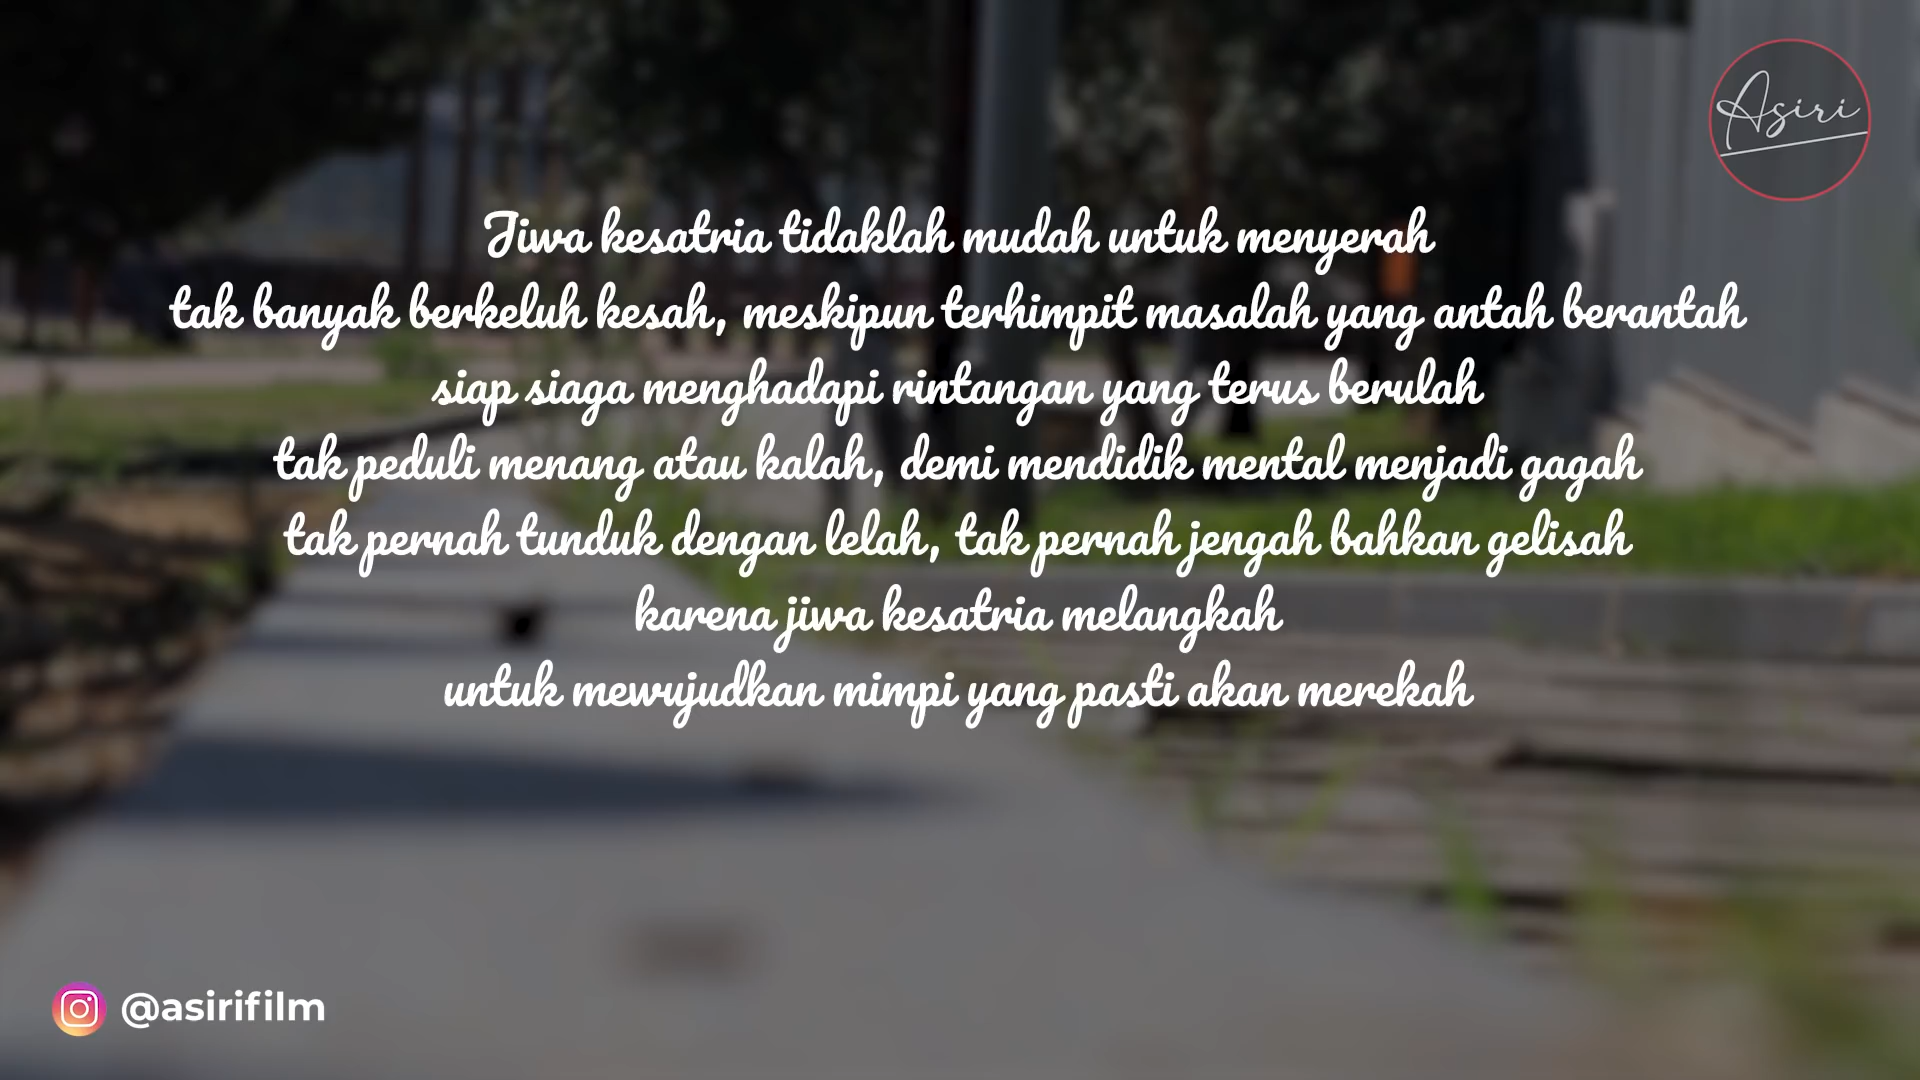 Asiri
Jiwa kesatria tidaklah mudah untuk menyerah
tak banyak berkeluh kesah, meskipun terhimpit masalah yang antah berantah
siap siaga menghadapi rintangan yang terus berulah
tak peduli menang atau kalah, demi mendidik mental menjadi gagah
tak pernah tunduk dengan lelah, tak pernah jengah bahkan gelisah
karena jiwa kesatria melangkah
untuk mewujudkan mimpi yang pasti akan merekah
@asirifilm